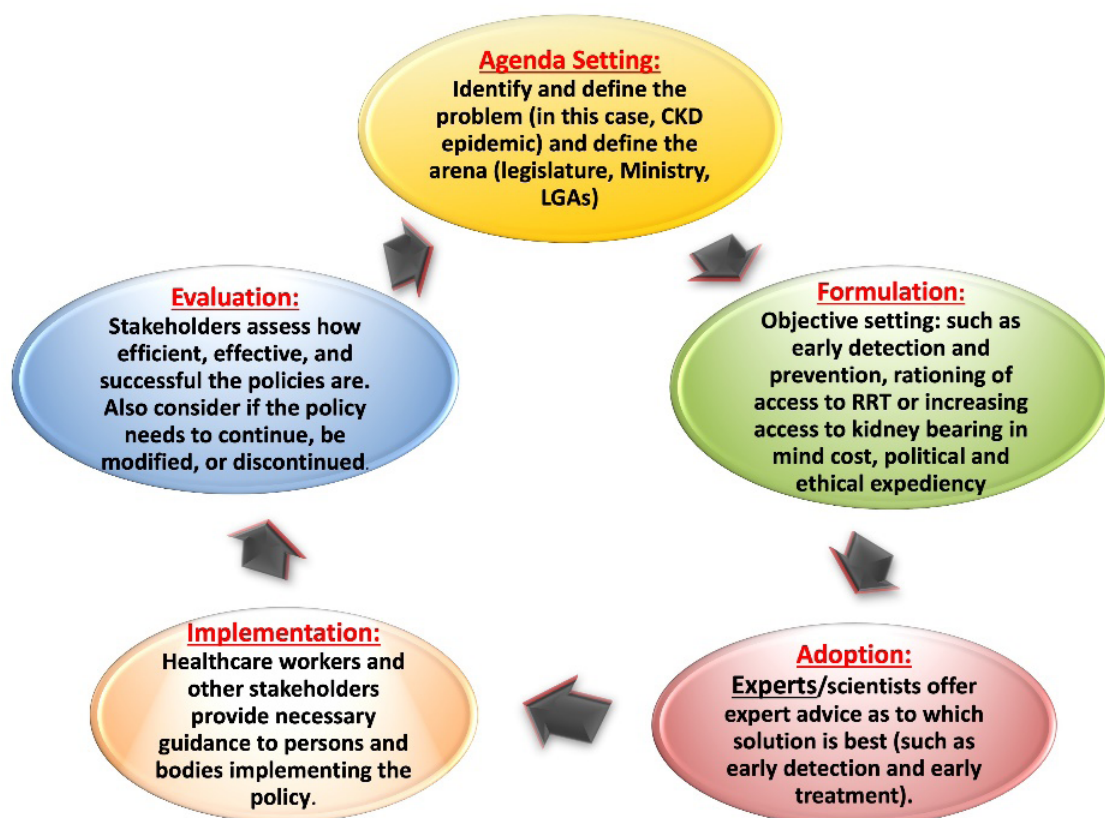 Agenda Setting:
Identify and define the
problem (in this case, CKD
epidemic) and define the
arena (legislature, Ministry,
LGAs)
Formulation:
Objective setting: such as
early detection and
prevention, rationing of
access to RRT or increasing
access to kidney bearing in
mind cost, political and
ethical expediency
Adoption:
Experts/scientists offer
expert advice as to which
solution is best (such as
early detection and early
treatment).
Implementation:
Healthcare workers and
other stakeholders
provide necessary
guidance to persons and
bodies implementing the
policy.
Evaluation:
Stakeholders assess how
efficient, effective, and
successful the policies are.
Also consider if the policy
needs to continue, be
modified, or discontinued.